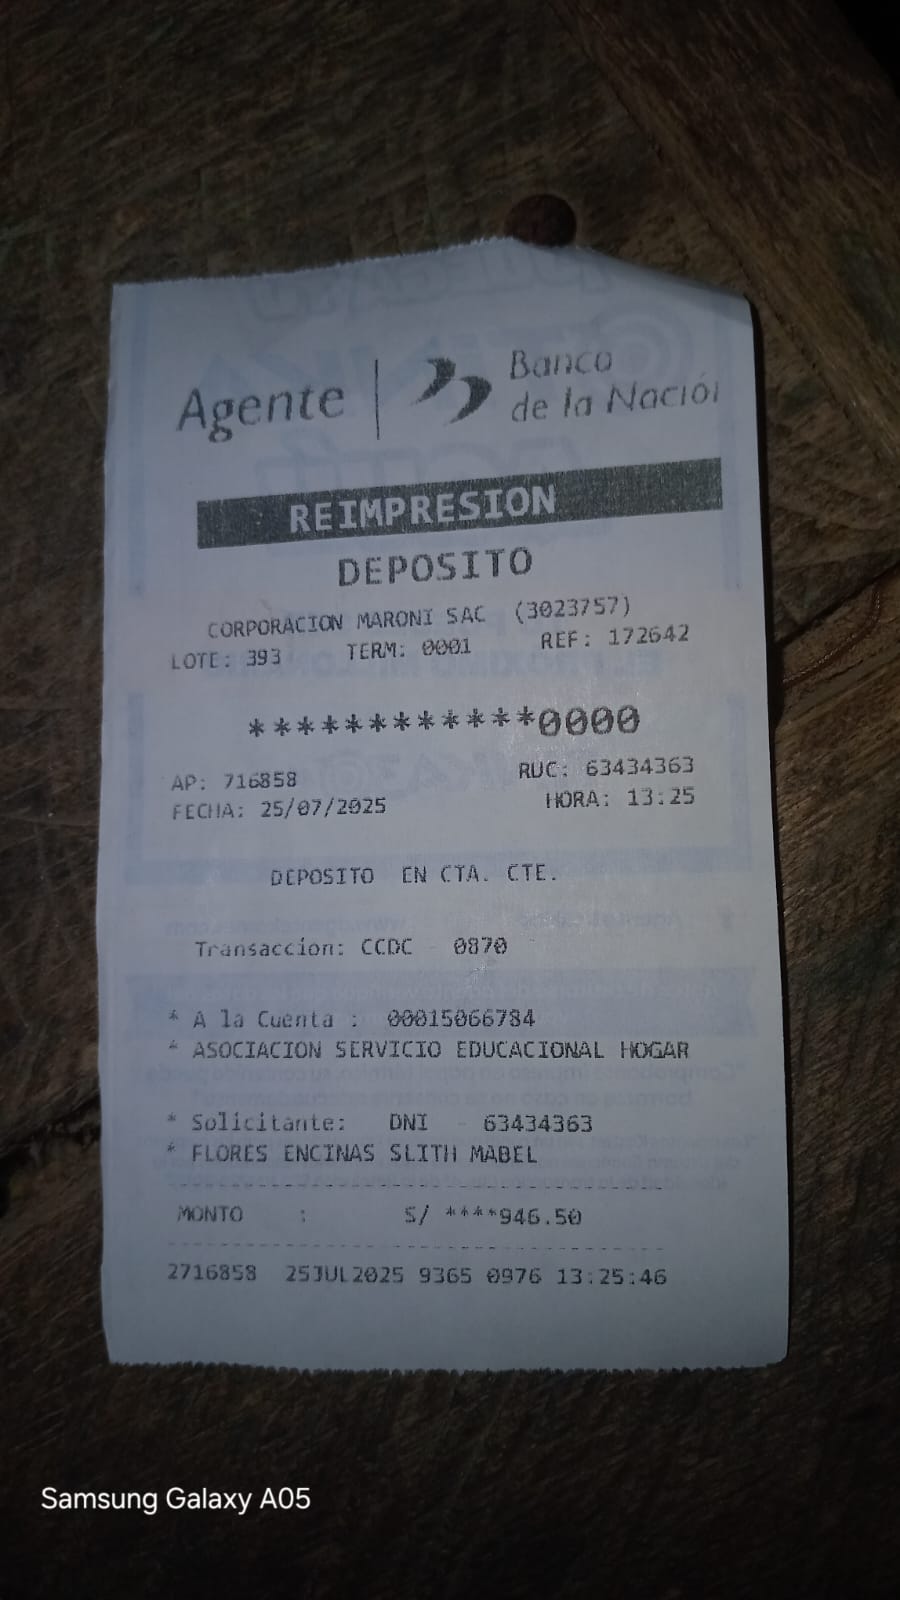 Agente | Banco
de la Nación
REIMPRESION
DEPOSITO
CORPORACION MARONI SAC (3023757)
LOTE: 393 TERM: 0001 REF: 172642
************0000
AP: 716858 RUC: 63434363
FECHA: 25/07/2025 HORA: 13:25
DEPOSITO EN CTA. CTE.
Transaccion: CCDC - 0870
* A la Cuenta : 00015066784
* ASOCIACION SERVICIO EDUCACIONAL HOGAR
* Solicitante: DNI - 63434363
* FLORES ENCINAS SLITH MABEL
MONTO : S/ ****946.50
2716858 25JUL2025 9365 0976 13:25:46
Samsung Galaxy A05